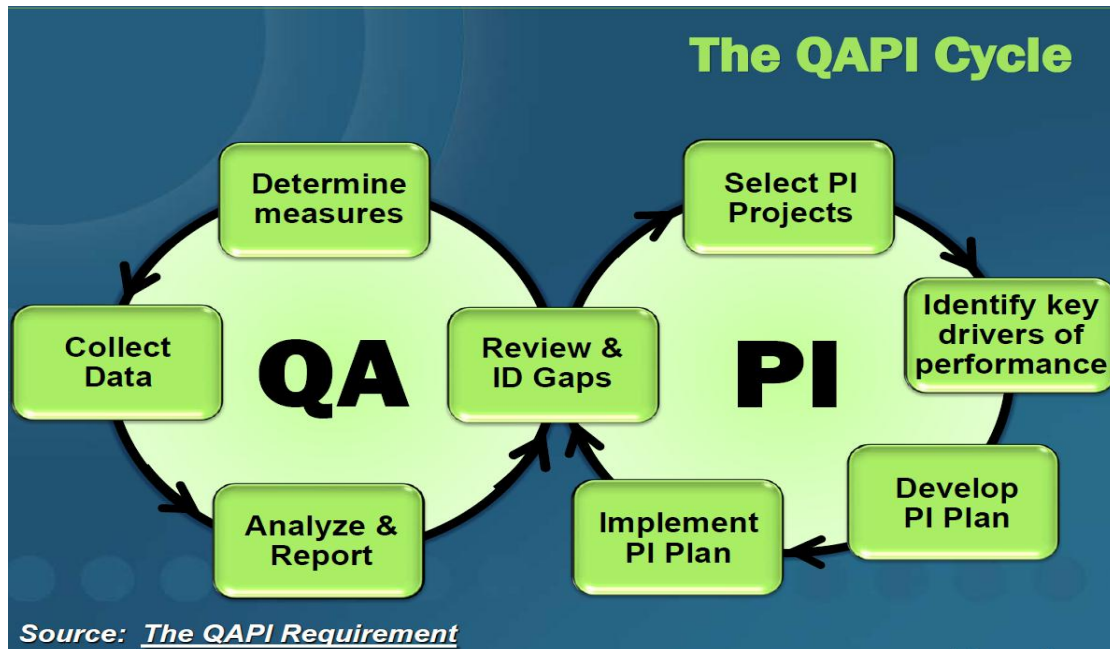 The QAPI Cycle
Determine
measures
Collect
Data
QA
Analyze &
Report
Review &
ID Gaps
Select PI
Projects
PI
Identify key
drivers of
performance
Develop
PI Plan
Implement
PI Plan
Source: The QAPI Requirement